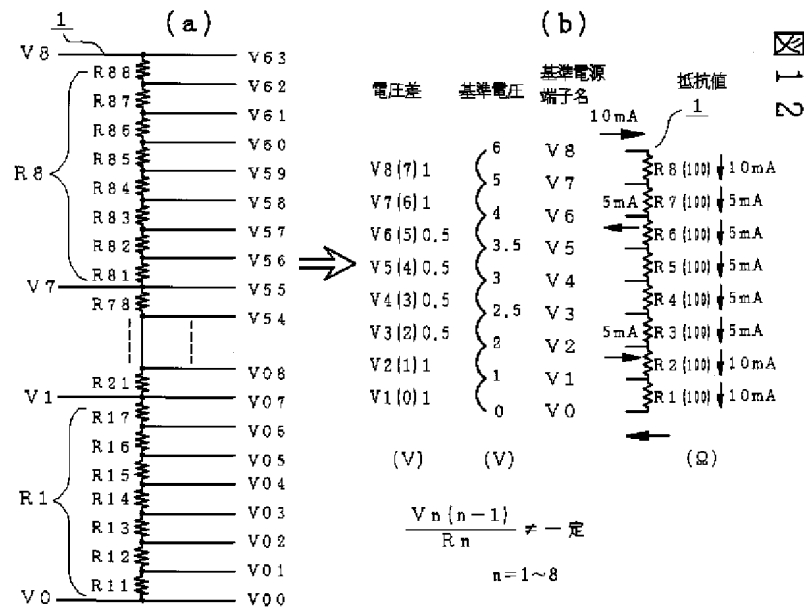 図12
(a)
1
V8
V63
R88
V62
R87
V61
R86
V60
R85
V59
R8
R84
V58
R83
V57
R82
V56
R81
V7
V55
R78
V54
V08
R21
V1
V07
R17
V06
R16
V05
R15
V04
R1
R14
V03
R13
V02
R12
V01
R11
V0
V00
(b)
電圧差 基準電圧 基準電源端子名 抵抗値
10mA
1
6 V8
V8(7)1 R8(100) 10mA
5 V7
V7(6)1 R7(100) 5mA
4 V6 5mA
V6(5)0.5 R6(100) 5mA
3.5 V5
V5(4)0.5 R5(100) 5mA
3 V4
V4(3)0.5 R4(100) 5mA
2.5 V3
V3(2)0.5 R3(100) 5mA
2 V2 5mA
V2(1)1 R2(100) 10mA
1 V1
V1(0)1 R1(100) 10mA
0 V0
(V) (V) (Ω)
Vn(n-1)
Rn
≠一定
n=1~8